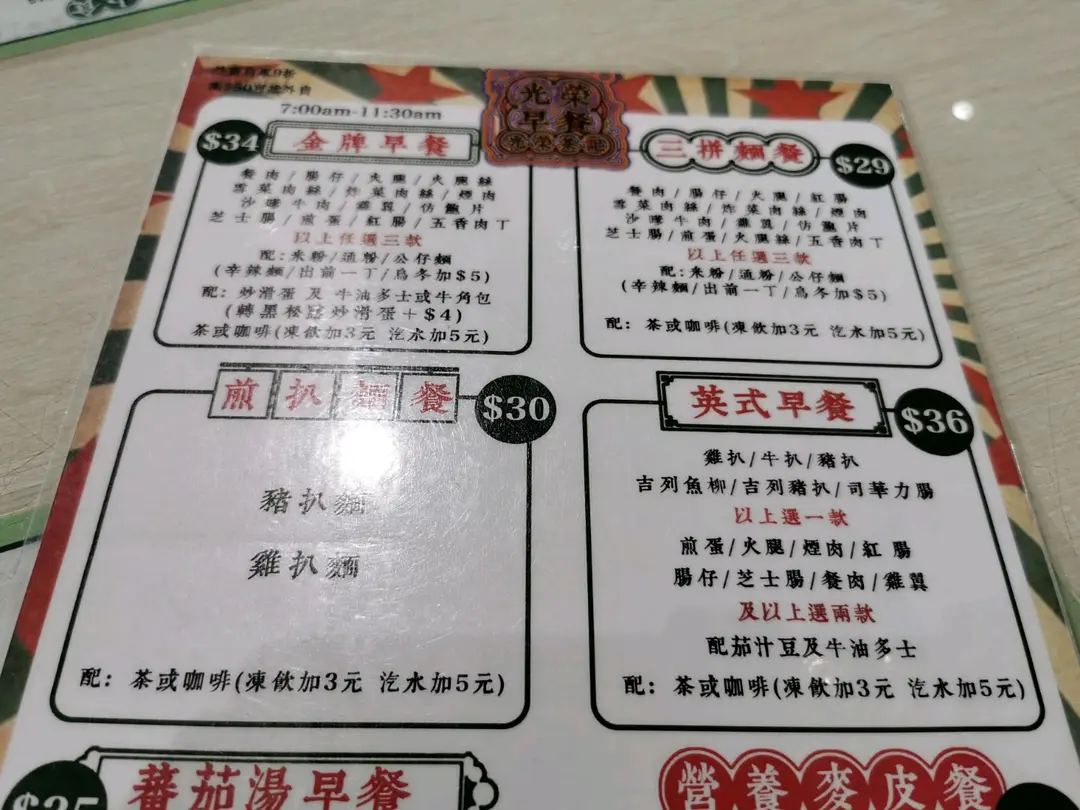 7:00am-11:30am
光榮
早餐
$34
金牌早餐
餐肉/腸仔/火腿/火腿絲
雪菜肉絲/炸菜肉絲/煙肉
沙嗲牛肉/雞翼/仿鮑片
芝士腸/煎蛋/紅腸/五香肉丁
以上任選三款
配:米粉/通粉/公仔麵
(辛辣麵/出前一丁/烏冬加$5)
配: 炒滑蛋 及 牛油多士或牛角包
(轉黑松露炒滑蛋+$4)
茶或咖啡(凍飲加3元 汔水加5元)
三拼麵餐
$29
餐肉/腸仔/火腿/紅腸
雪菜肉絲/炸菜肉絲/煙肉
沙嗲牛肉/雞翼/仿鮑片
芝士腸/煎蛋/火腿絲/五香肉丁
以上任選三款
配:米粉/通粉/公仔麵
(辛辣麵/出前一丁/烏冬加$5)
配: 茶或咖啡(凍飲加3元 汔水加5元)
煎扒麵餐
$30
豬扒麵
雞扒麵
配: 茶或咖啡(凍飲加3元 汔水加5元)
英式早餐
$36
雞扒/牛扒/豬扒
吉列魚柳/吉列豬扒/司華力腸
以上選一款
煎蛋/火腿/煙肉/紅腸
腸仔/芝士腸/餐肉/雞翼
及以上選兩款
配茄汁豆及牛油多士
配: 茶或咖啡(凍飲加3元 汔水加5元)
$35
蕃茄湯早餐
營養麥皮餐